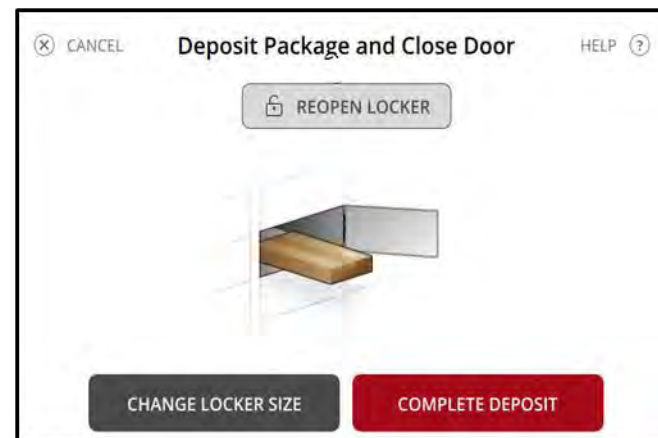 CANCEL
Deposit Package and Close Door
HELP ?
REOPEN LOCKER
CHANGE LOCKER SIZE
COMPLETE DEPOSIT